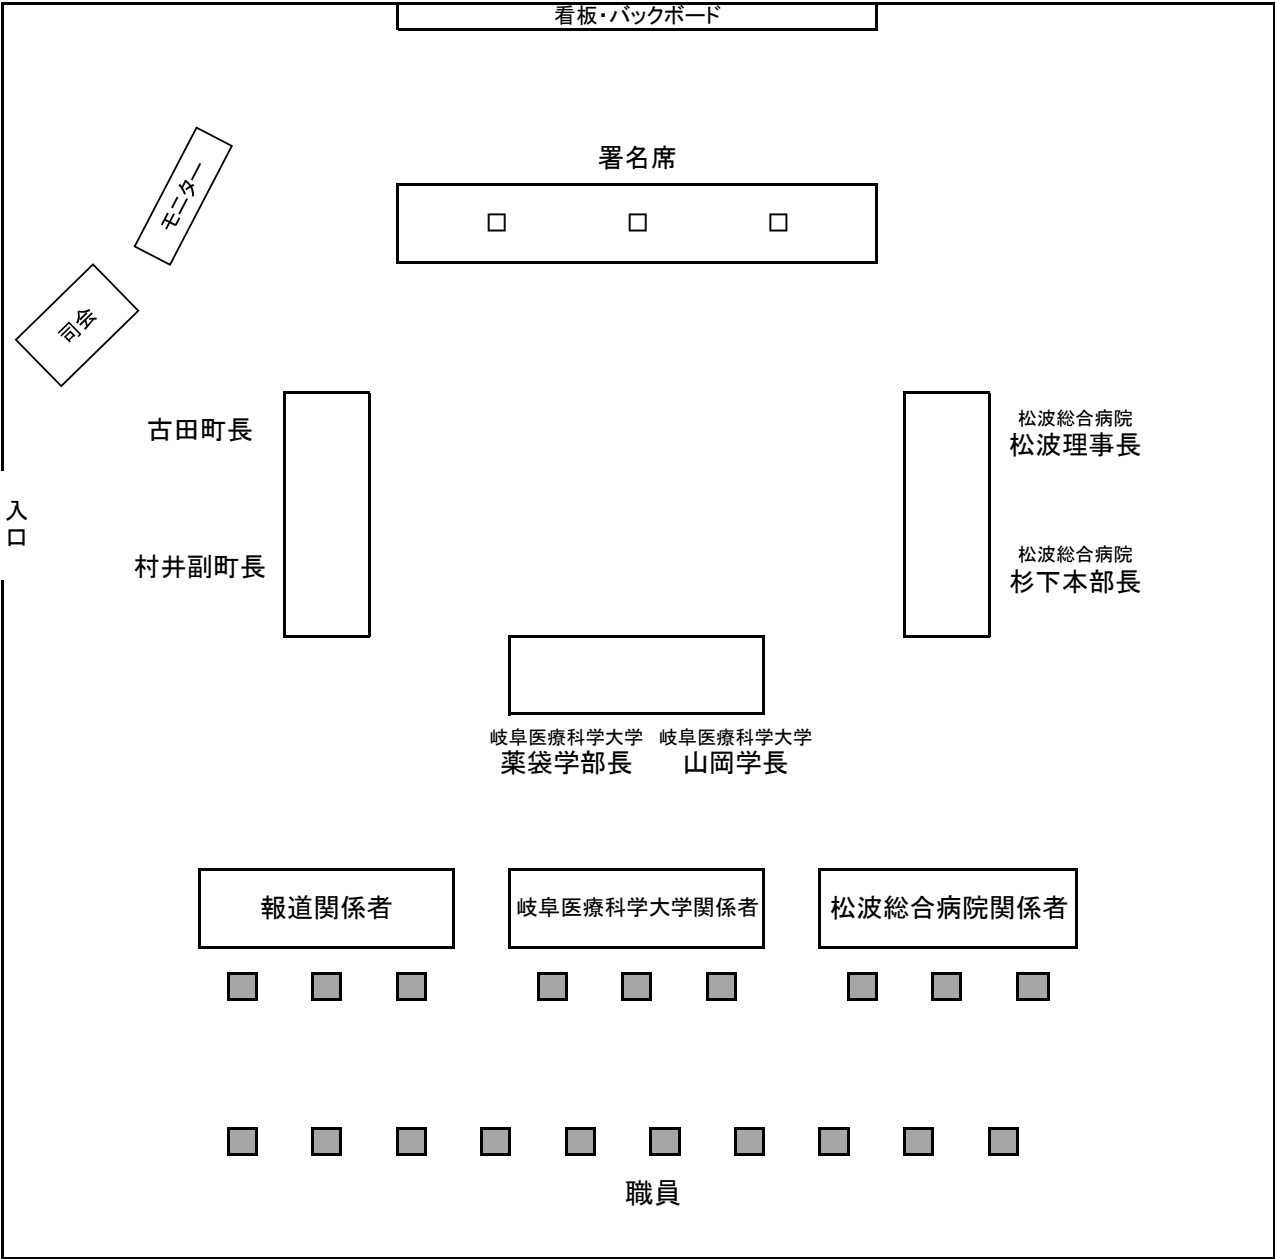 看板・バックボード
署名席
モニター
司会
古田町長
松波総合病院
松波理事長
入
口
村井副町長
松波総合病院
杉下本部長
岐阜医療科学大学 岐阜医療科学大学
薬袋学部長 山岡学長
報道関係者 岐阜医療科学大学関係者 松波総合病院関係者
職員